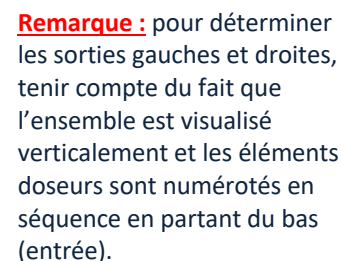 Remarque : pour déterminer
les sorties gauches et droites,
tenir compte du fait que
l’ensemble est visualisé
verticalement et les éléments
doseurs sont numérotés en
séquence en partant du bas
(entrée).